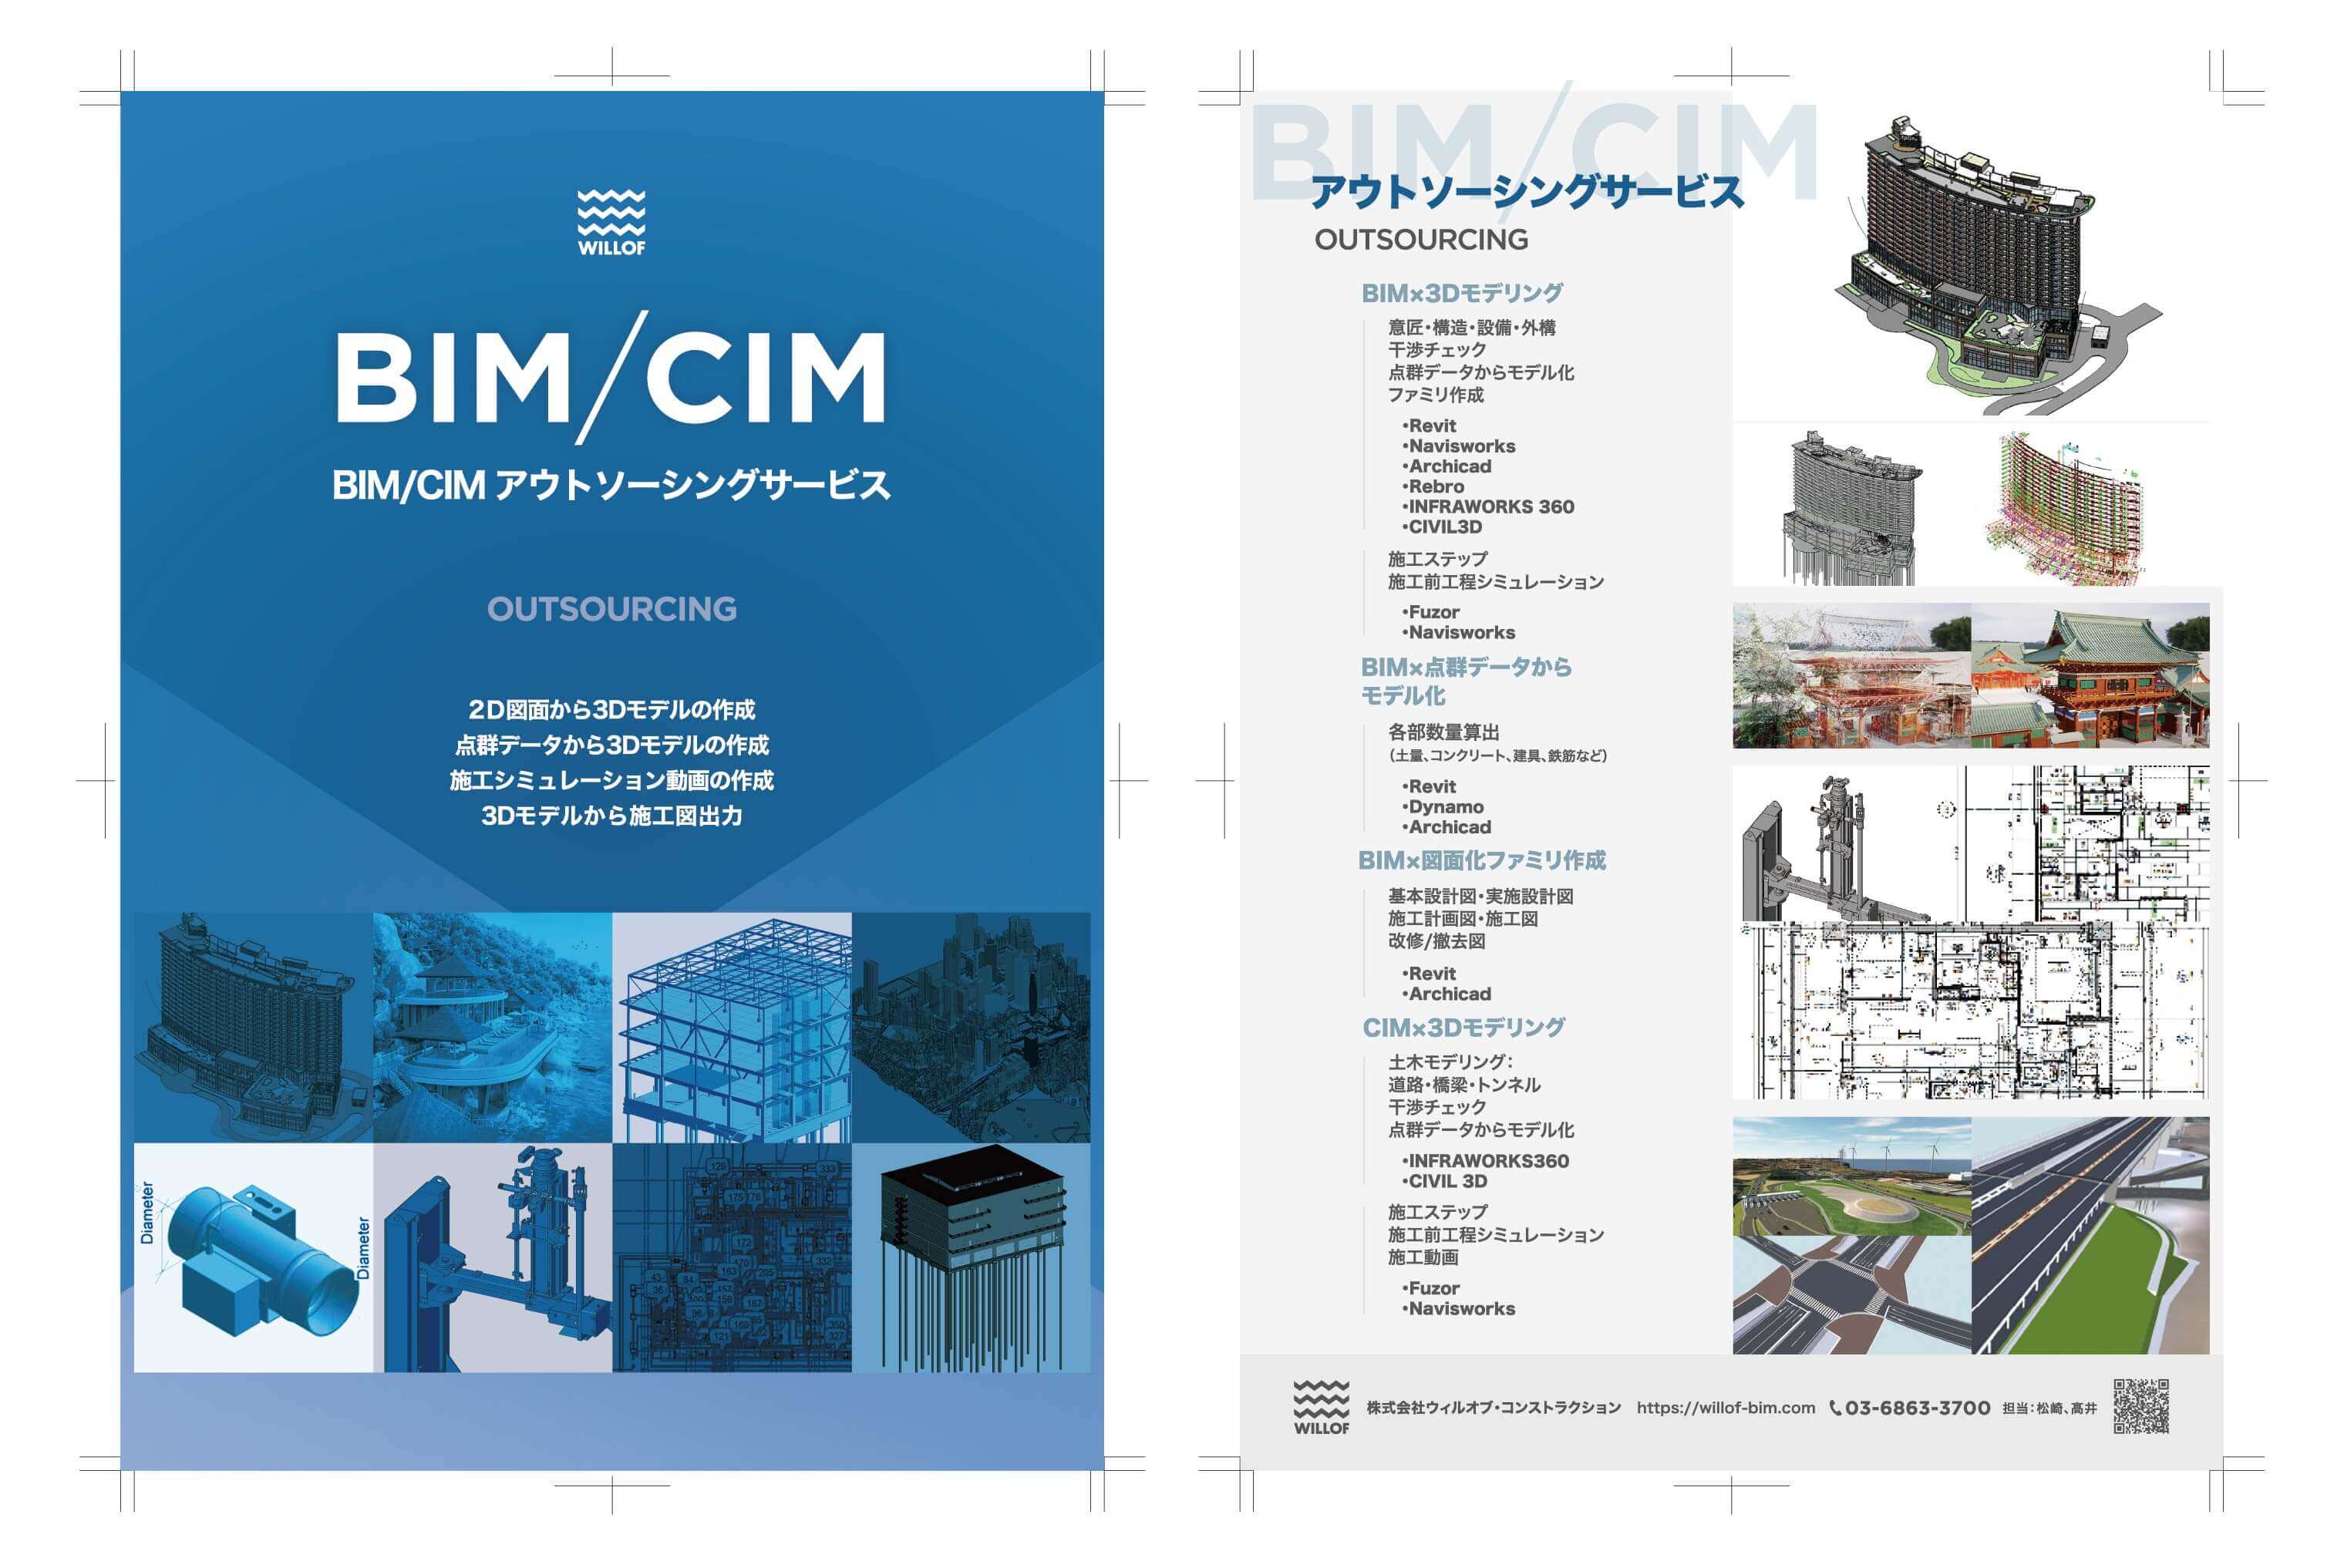 WILLOF
BIM/CIM
BIM/CIM アウトソーシングサービス
OUTSOURCING
2D図面から3Dモデルの作成
点群データから3Dモデルの作成
施工シミュレーション動画の作成
3Dモデルから施工図出力
Diameter
Diameter
BIM/CIM
アウトソーシングサービス
OUTSOURCING
BIM×3Dモデリング
意匠・構造・設備・外構
干渉チェック
点群データからモデル化
ファミリ作成
・Revit
・Navisworks
・Archicad
・Rebro
・INFRAWORKS 360
・CIVIL3D
施工ステップ
施工前工程シミュレーション
・Fuzor
・Navisworks
BIM×点群データから
モデル化
各部数量算出
（土量、コンクリート、建具、鉄筋など）
・Revit
・Dynamo
・Archicad
BIM×図面化ファミリ作成
基本設計図・実施設計図
施工計画図・施工図
改修/撤去図
・Revit
・Archicad
CIM×3Dモデリング
土木モデリング：
道路・橋梁・トンネル
干渉チェック
点群データからモデル化
・INFRAWORKS360
・CIVIL 3D
施工ステップ
施工前工程シミュレーション
施工動画
・Fuzor
・Navisworks
WILLOF
株式会社ウィルオブ・コンストラクション https://willof-bim.com 03-6863-3700 担当：松崎、髙井